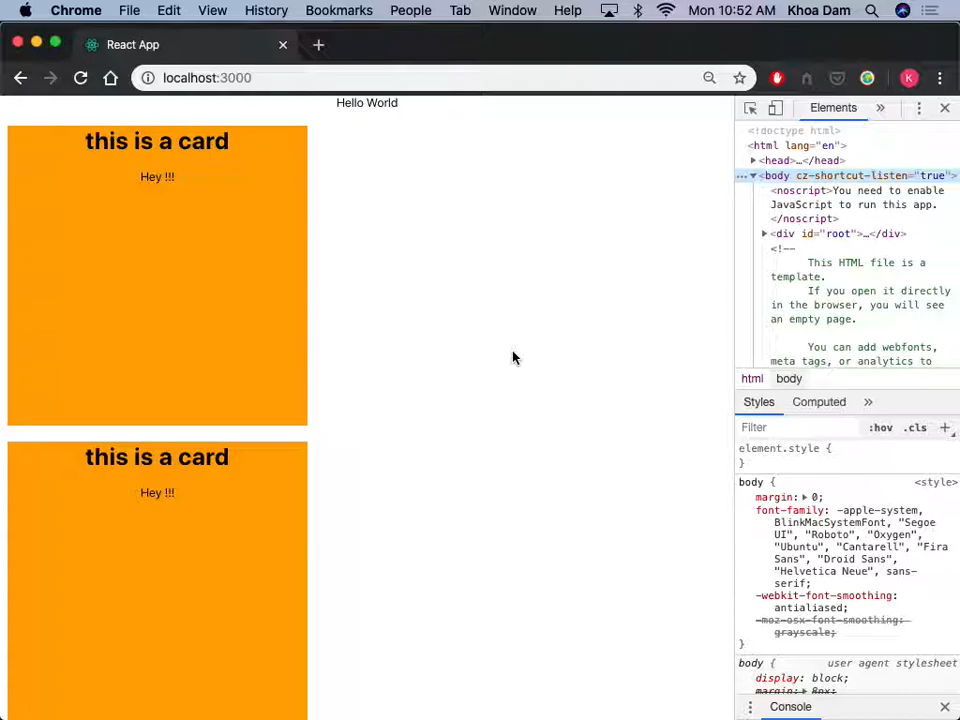 Chrome File Edit View History Bookmarks People Tab Window Help Mon 10:52 AM Khoa Dam
React App
localhost:3000
K
Hello World
this is a card
Hey !!!
this is a card
Hey !!!
Elements
<!doctype html>
<html lang="en">
<head>…</head>
<body cz-shortcut-listen="true">
<noscript>You need to enable
JavaScript to run this app.
</noscript>
<div id="root">…</div>
<!--
This HTML file is a
template.
If you open it directly
in the browser, you will see
an empty page.
You can add webfonts,
meta tags, or analytics to
html body
Styles Computed
Filter :hov .cls
element.style {
}
body { <style>
margin: 0;
font-family: -apple-system,
BlinkMacSystemFont, "Segoe
UI", "Roboto", "Oxygen",
"Ubuntu", "Cantarell", "Fira
Sans", "Droid Sans",
"Helvetica Neue", sans-
serif;
-webkit-font-smoothing:
antialiased;
-moz-osx-font-smoothing:
grayscale;
}
body { user agent stylesheet
display: block;
margin: 8px;
Console